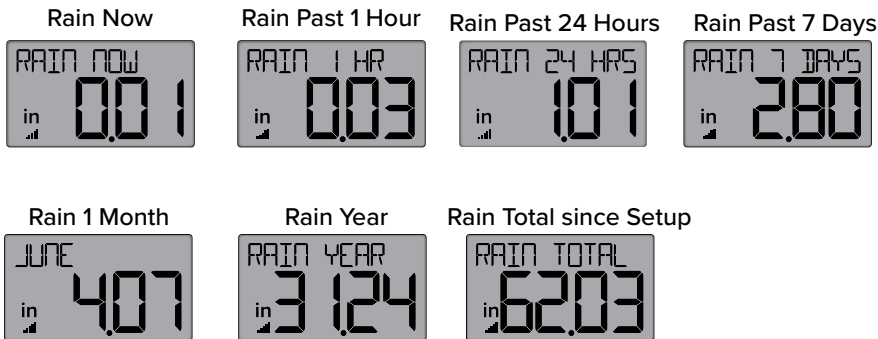 Rain Now
RAIN NOW
in
0.01
Rain Past 1 Hour
RAIN 1 HR
in
0.03
Rain Past 24 Hours
RAIN 24 HRS
in
1.01
Rain Past 7 Days
RAIN 7 DAYS
in
2.80
Rain 1 Month
JUNE
in
4.07
Rain Year
RAIN YEAR
in
31.24
Rain Total since Setup
RAIN TOTAL
in
62.03